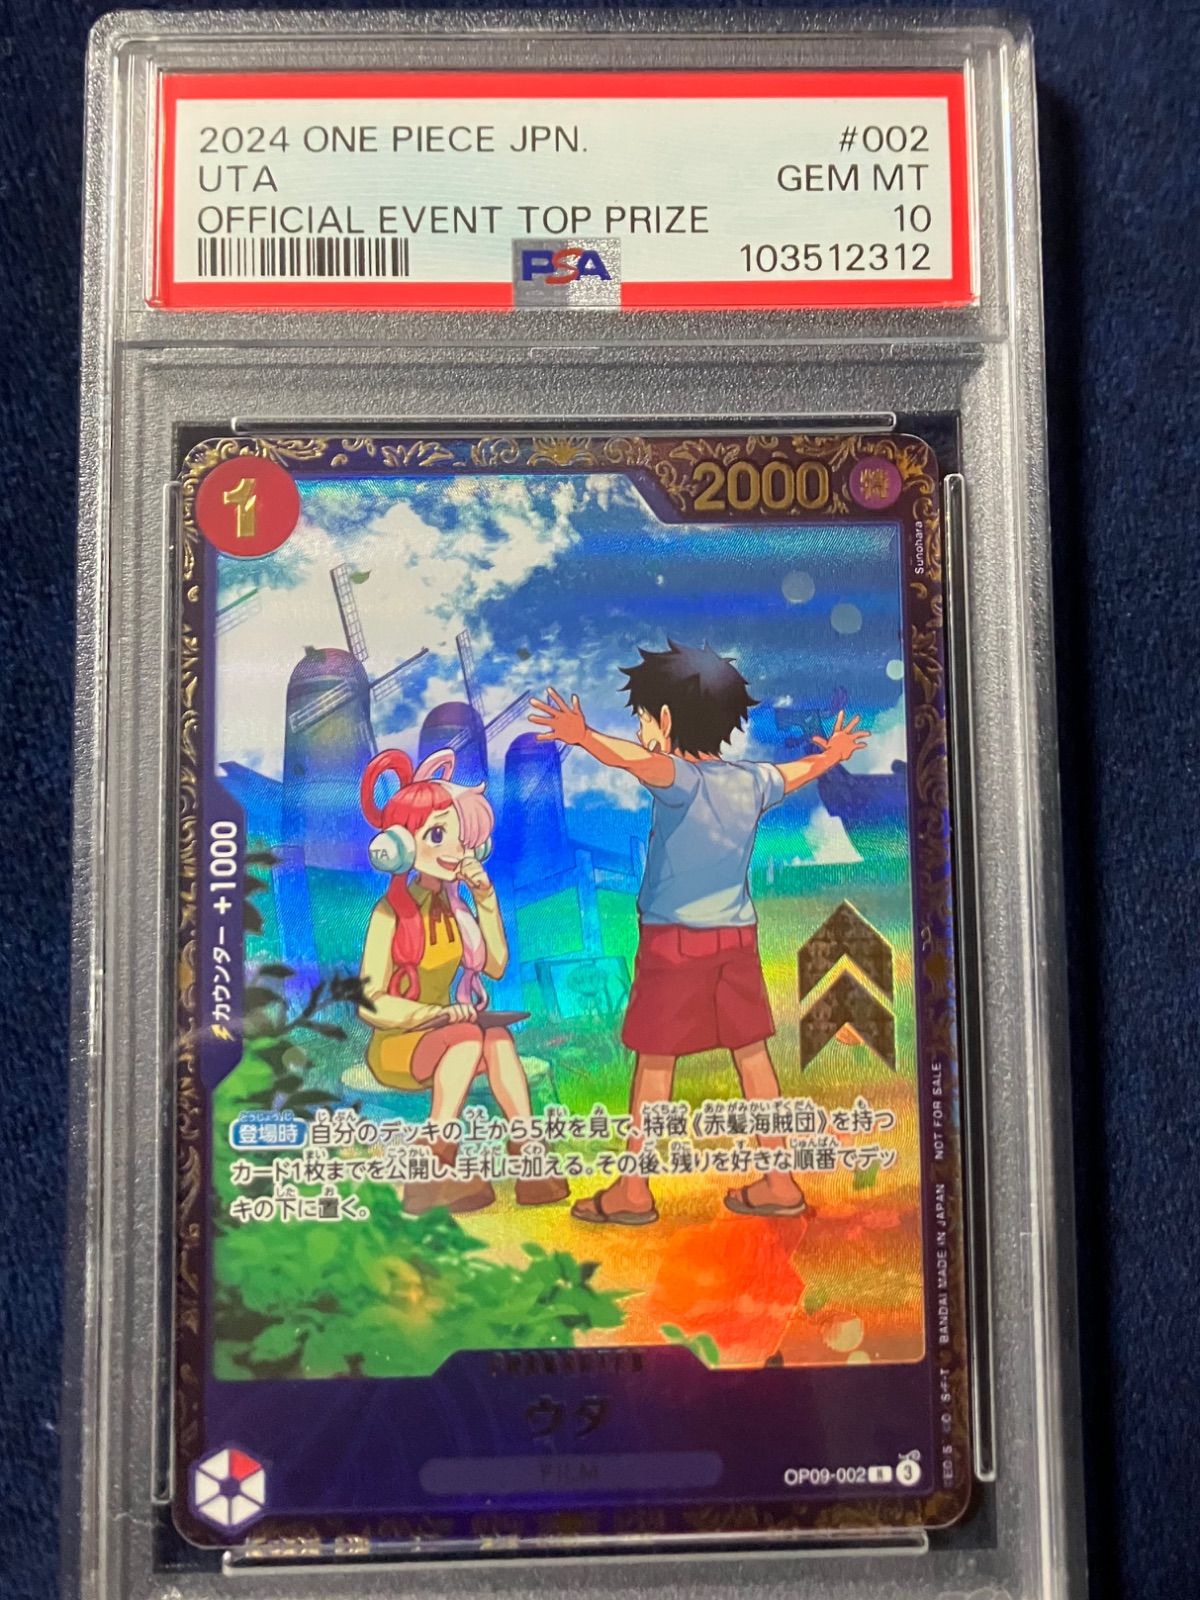 2024 ONE PIECE JPN. #002
UTA GEM MT
OFFICIAL EVENT TOP PRIZE 10
PSA 103512312
1
2000
特
Sunohara
TA
カウンター +1000
登場時 自分のデッキの上から5枚を見て、特徴《赤髪海賊団》を持つ
カード1枚までを公開し、手札に加える。その後、残りを好きな順番でデッ
キの下に置く。
BANDAI MADE IN JAPAN NOT FOR SALE
ウタ
FILM
OP09-002 R 3